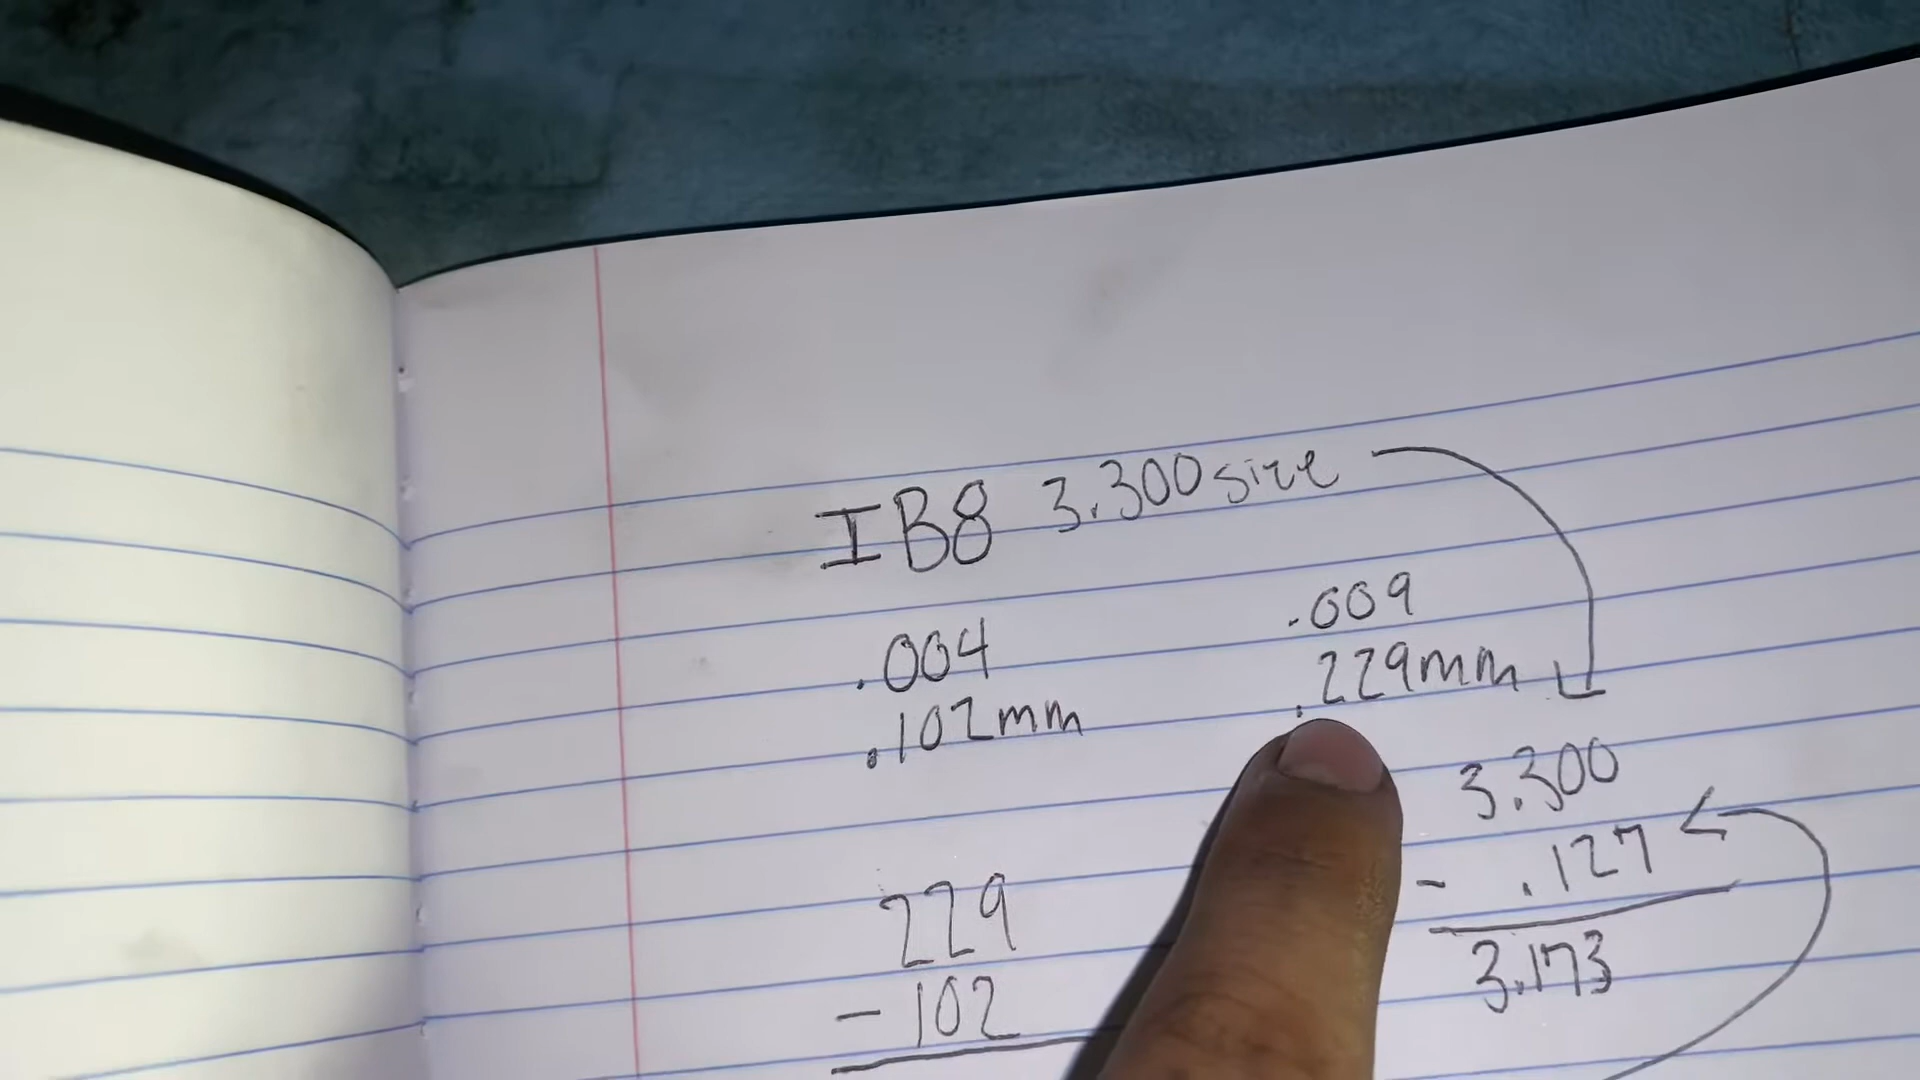 IB8 3.300 size
.004
.102mm
.009
.229mm
229
- 102
3.300
- .127
3.173